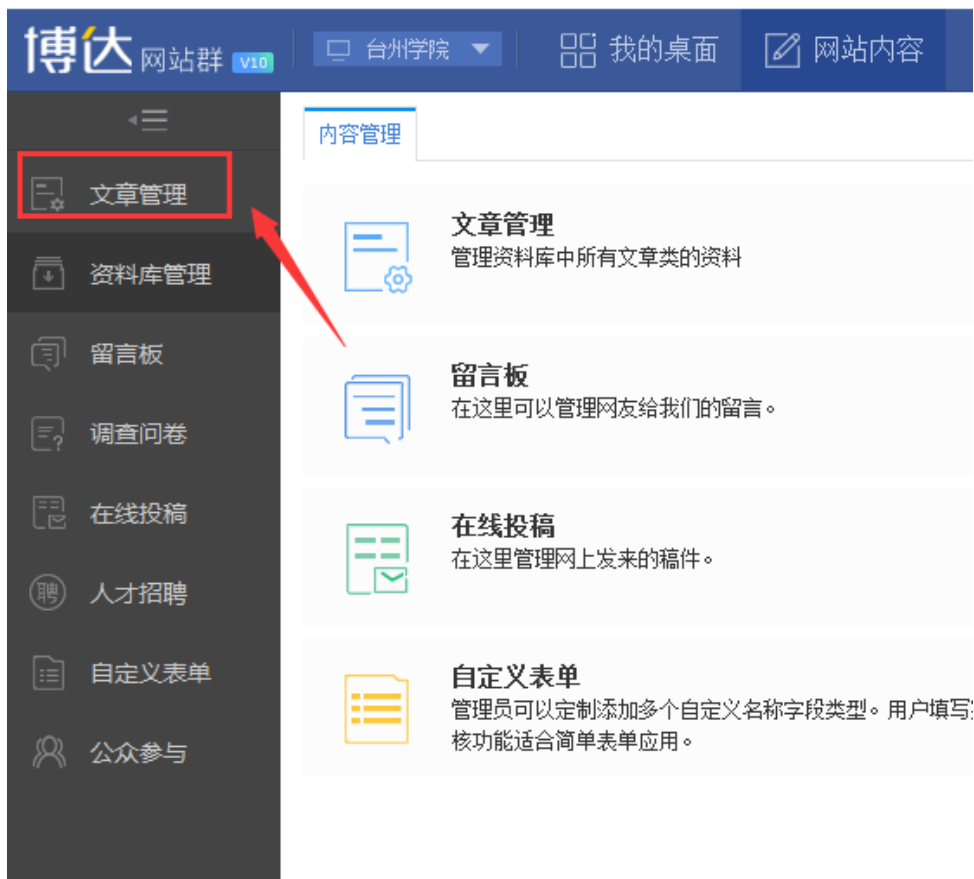 博达 网站群 V10
台州学院
我的桌面
网站内容
内容管理
文章管理
资料库管理
留言板
调查问卷
在线投稿
聘 人才招聘
自定义表单
公众参与
文章管理
管理资料库中所有文章类的资料
留言板
在这里可以管理网友给我们的留言。
在线投稿
在这里管理网上发来的稿件。
自定义表单
管理员可以定制添加多个自定义名称字段类型。用户填写
核功能适合简单表单应用。